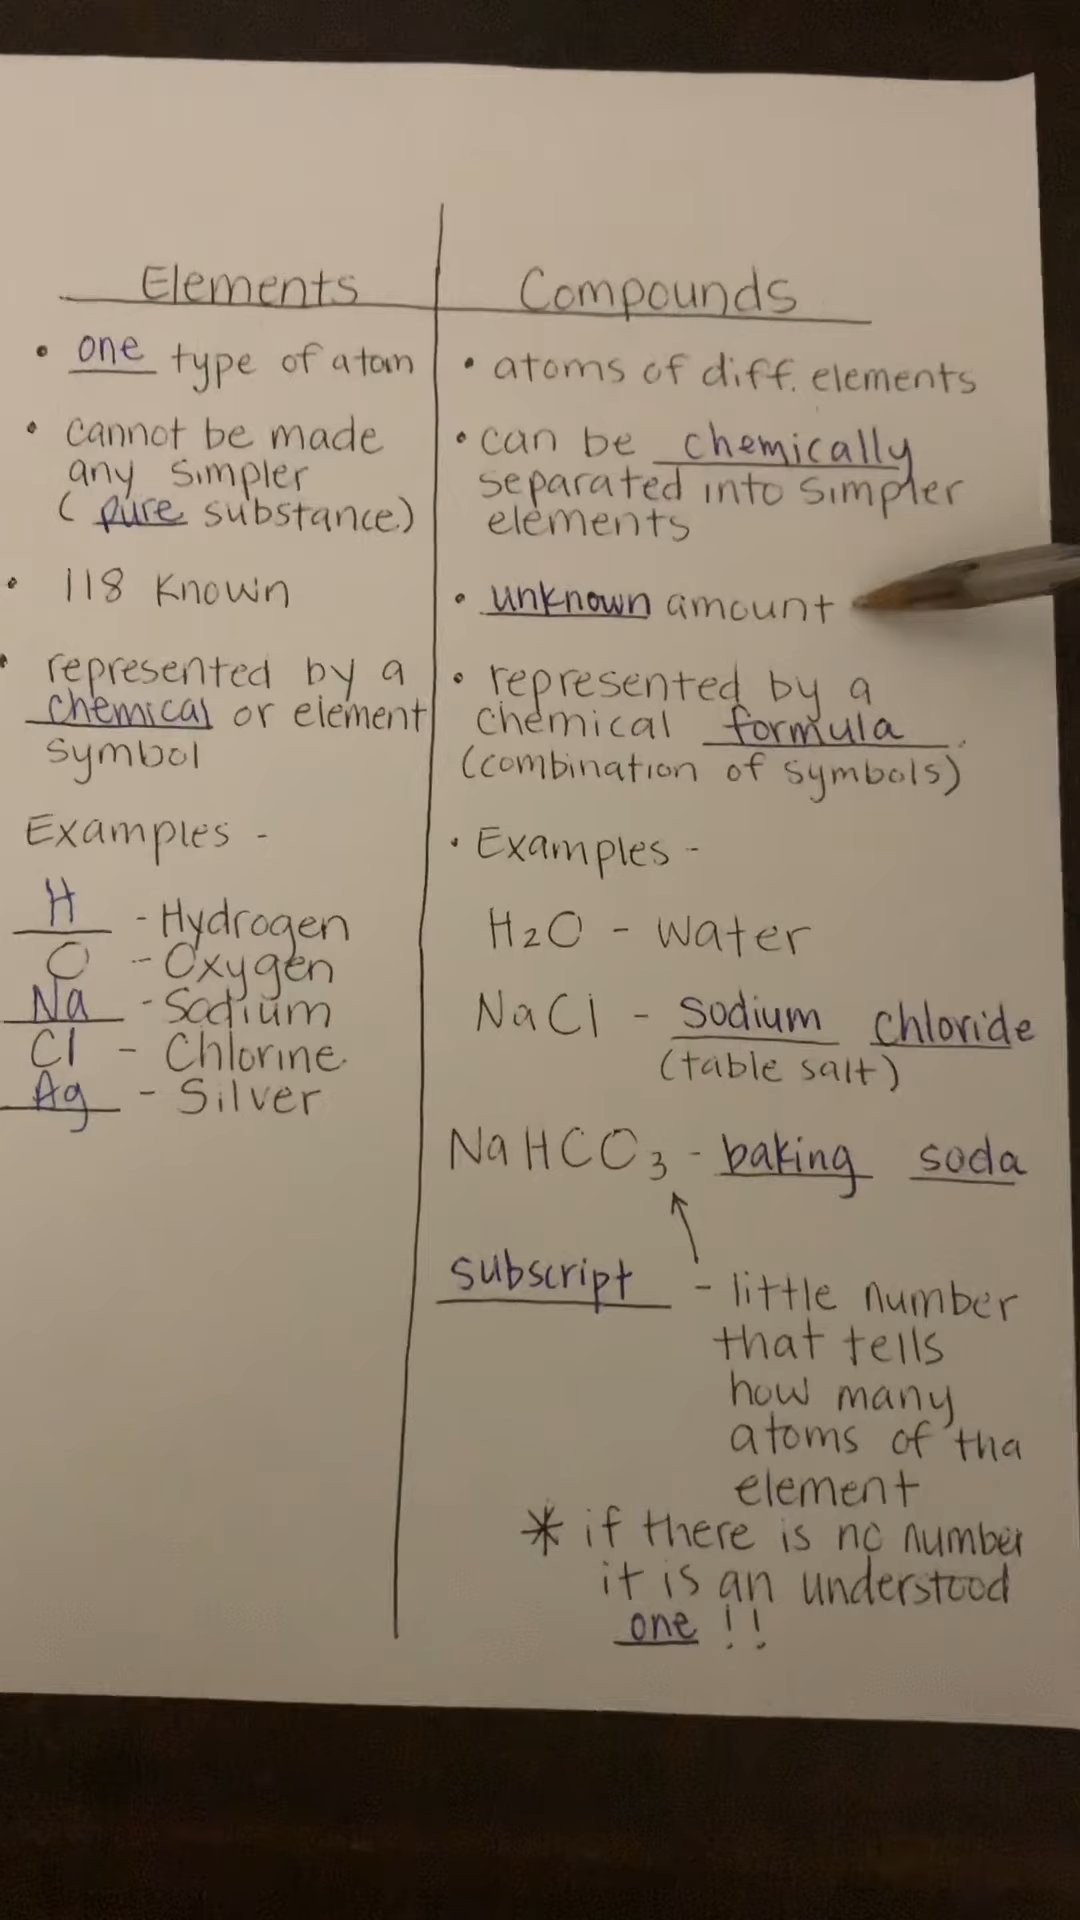 Elements
• one type of atom
• cannot be made
any simpler
( pure substance)
• 118 known
• represented by a
chemical or element
symbol
Examples -
H - Hydrogen
O - Oxygen
Na - Sodium
Cl - Chlorine
Ag - Silver
Compounds
• atoms of diff. elements
• can be chemically
separated into simpler
elements
• unknown amount
• represented by a
chemical formula
(combination of symbols)
• Examples -
H₂O - water
NaCl - sodium chloride
(table salt)
NaHCO₃ - baking soda
subscript - little number
that tells
how many
atoms of tha
element
* if there is no number
it is an understood
one !!